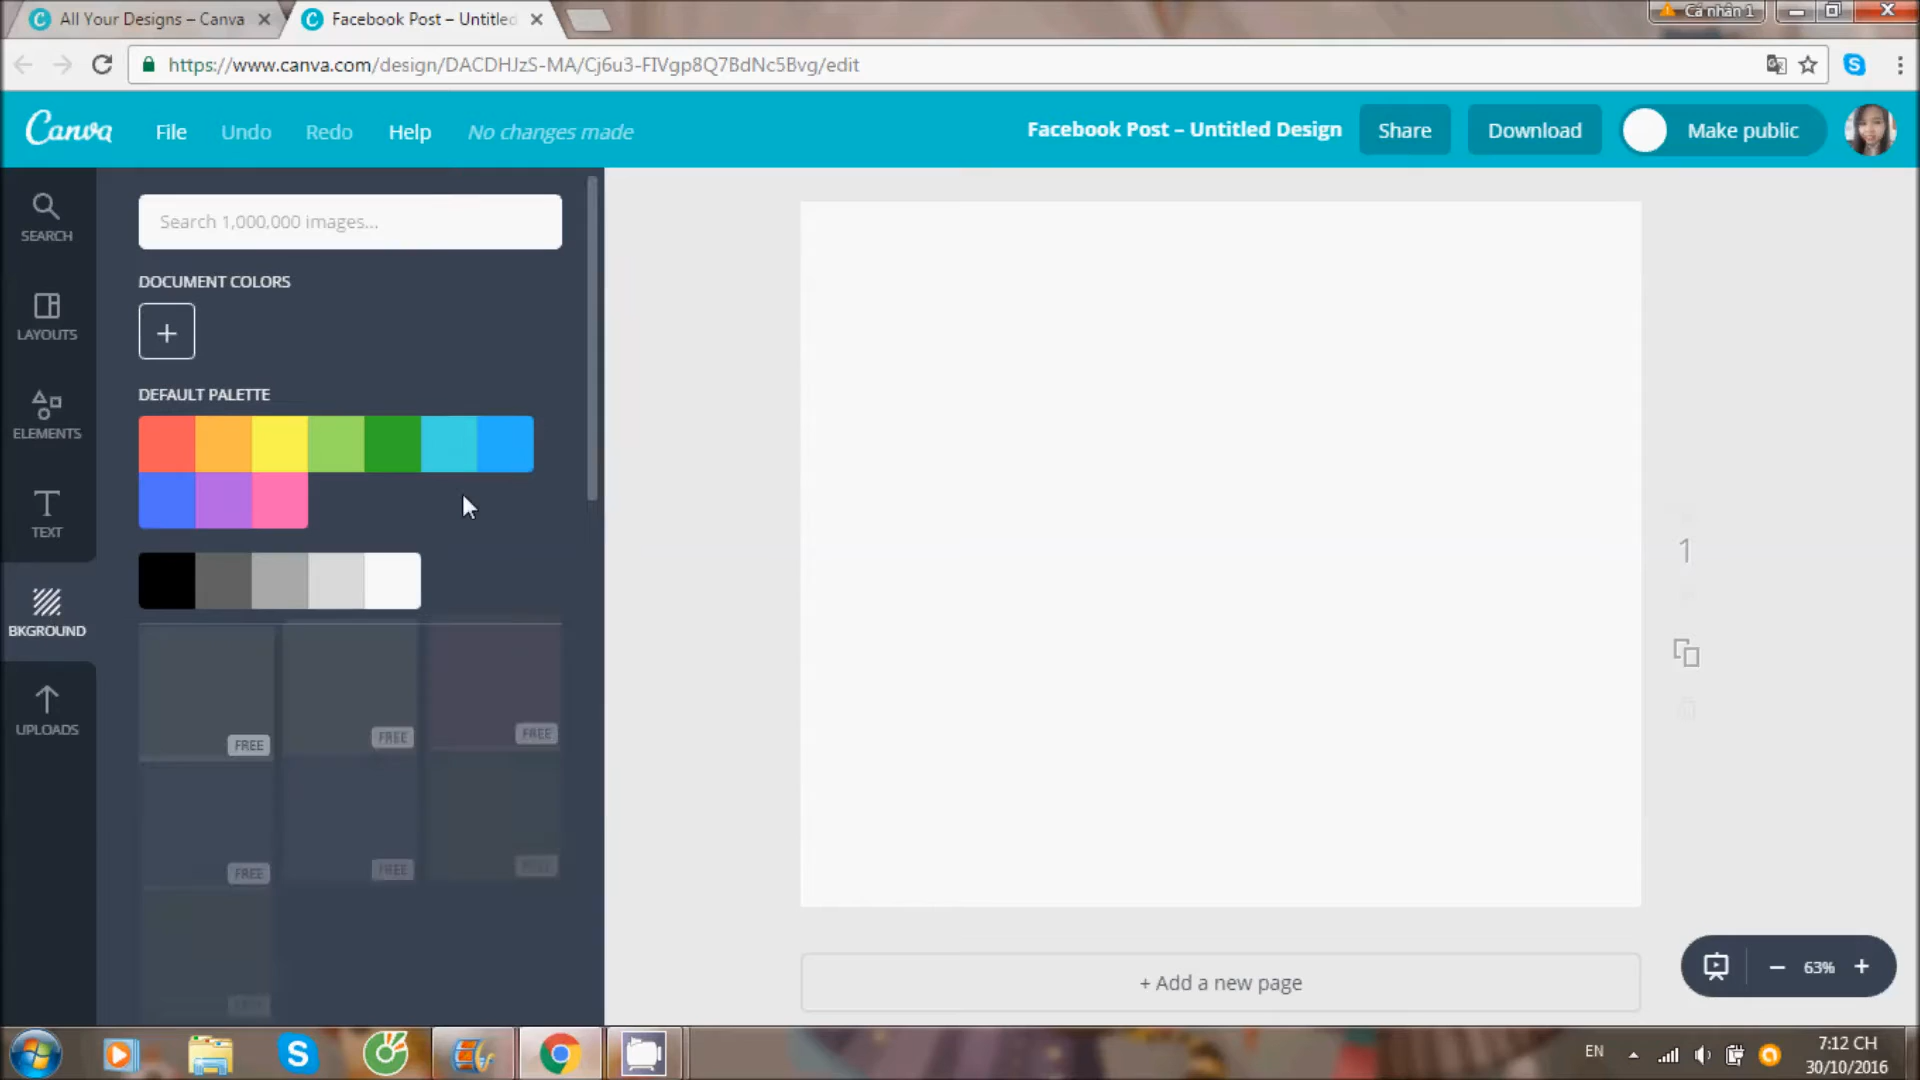 All Your Designs – Canva
Facebook Post – Untitled
Cá nhân 1
https://www.canva.com/design/DACDHJzS-MA/Cj6u3-FIVgp8Q7BdNc5Bvg/edit
Canva
File
Undo
Redo
Help
No changes made
Facebook Post – Untitled Design
Share
Download
Make public
SEARCH
LAYOUTS
ELEMENTS
TEXT
BKGROUND
UPLOADS
Search 1,000,000 images...
DOCUMENT COLORS
DEFAULT PALETTE
FREE
FREE
FREE
FREE
FREE
FREE
FREE
1
+ Add a new page
63%
EN
7:12 CH
30/10/2016